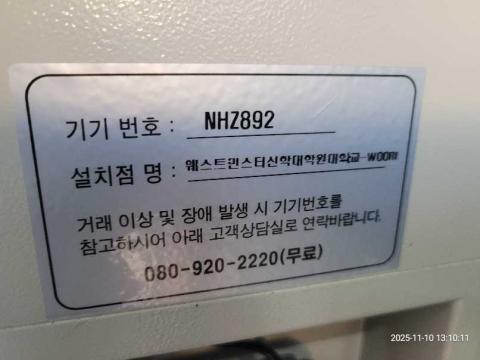 기기 번호 : NHZ892
설치점 명 : 웨스트민스터신학대학원대학교-WOORI
거래 이상 및 장애 발생 시 기기번호를
참고하시어 아래 고객상담실로 연락바랍니다.
080-920-2220(무료)
2025-11-10 13:10:11